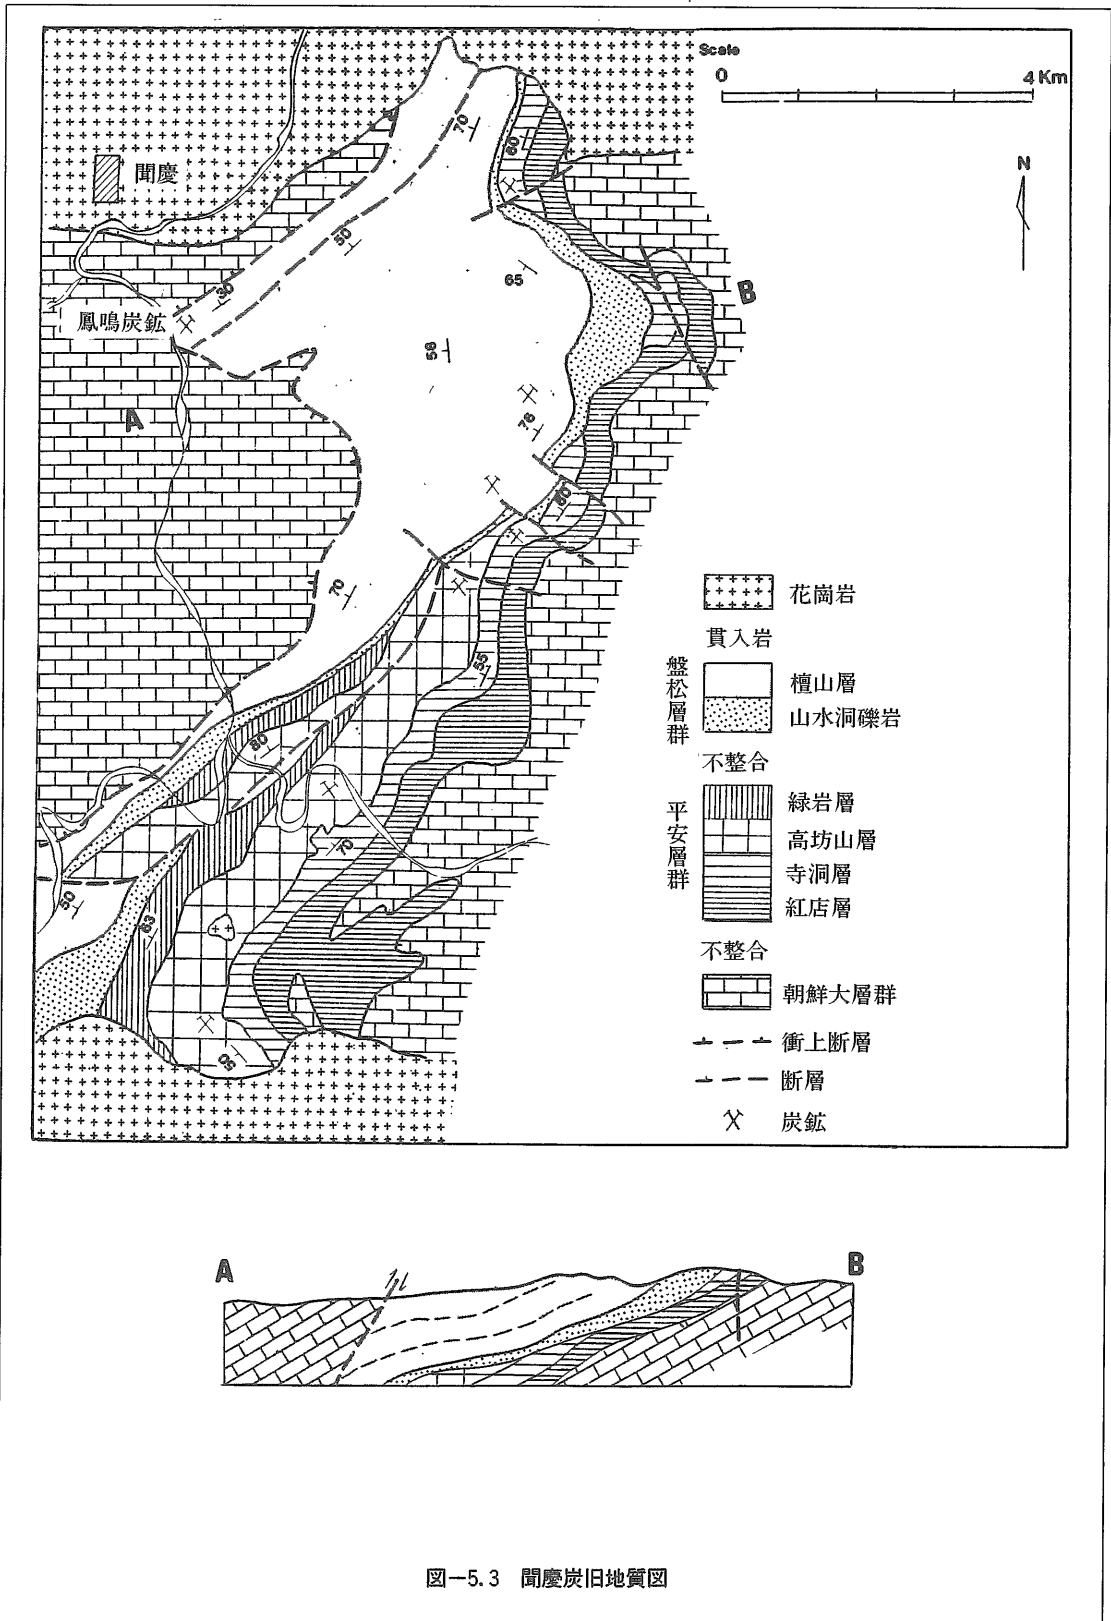 Scale
0 4 Km
N
聞慶
鳳鳴炭鉱
A
B
70
60
50
30
65
58
76
60
70
55
80
70
50
63
50
花崗岩
貫入岩
盤松層群
檀山層
山水洞礫岩
不整合
平安層群
緑岩層
高坊山層
寺洞層
紅店層
不整合
朝鮮大層群
衝上断層
断層
炭鉱
A
B
図－5.3 聞慶炭旧地質図